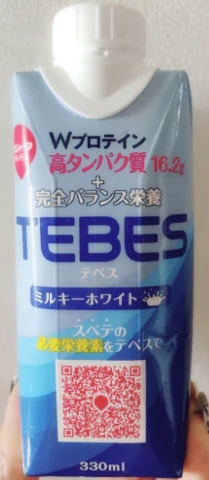 Wプロテイン
高タンパク質 16.2g
+
完全バランス栄養
TEBES
テベス
ミルキーホワイト
スベテの
必要栄養素をテベスで
330ml